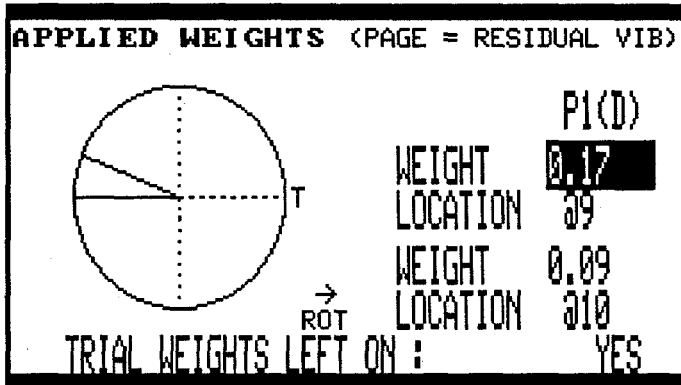 APPLIED WEIGHTS (PAGE = RESIDUAL VIB)
P1(D)
WEIGHT 0.17
LOCATION @9
WEIGHT 0.09
LOCATION @10
T
→
ROT
TRIAL WEIGHTS LEFT ON : YES